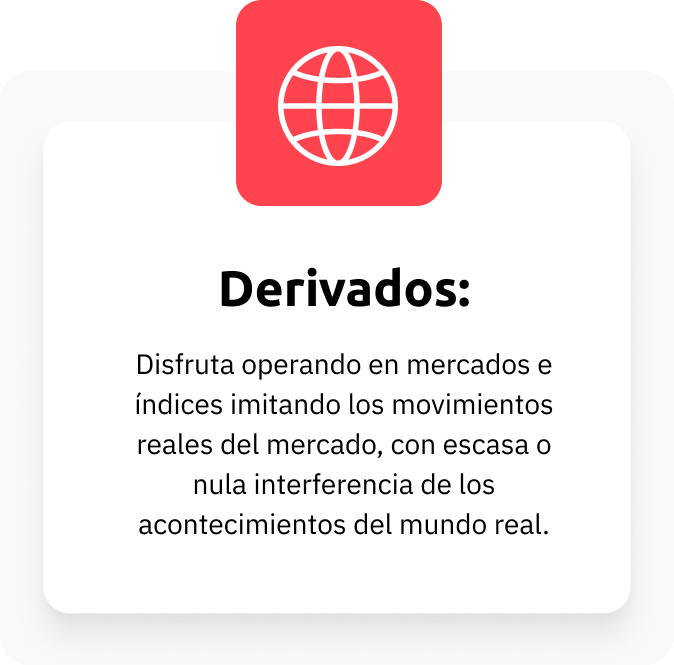 Derivados:
Disfruta operando en mercados e
índices imitando los movimientos
reales del mercado, con escasa o
nula interferencia de los
acontecimientos del mundo real.